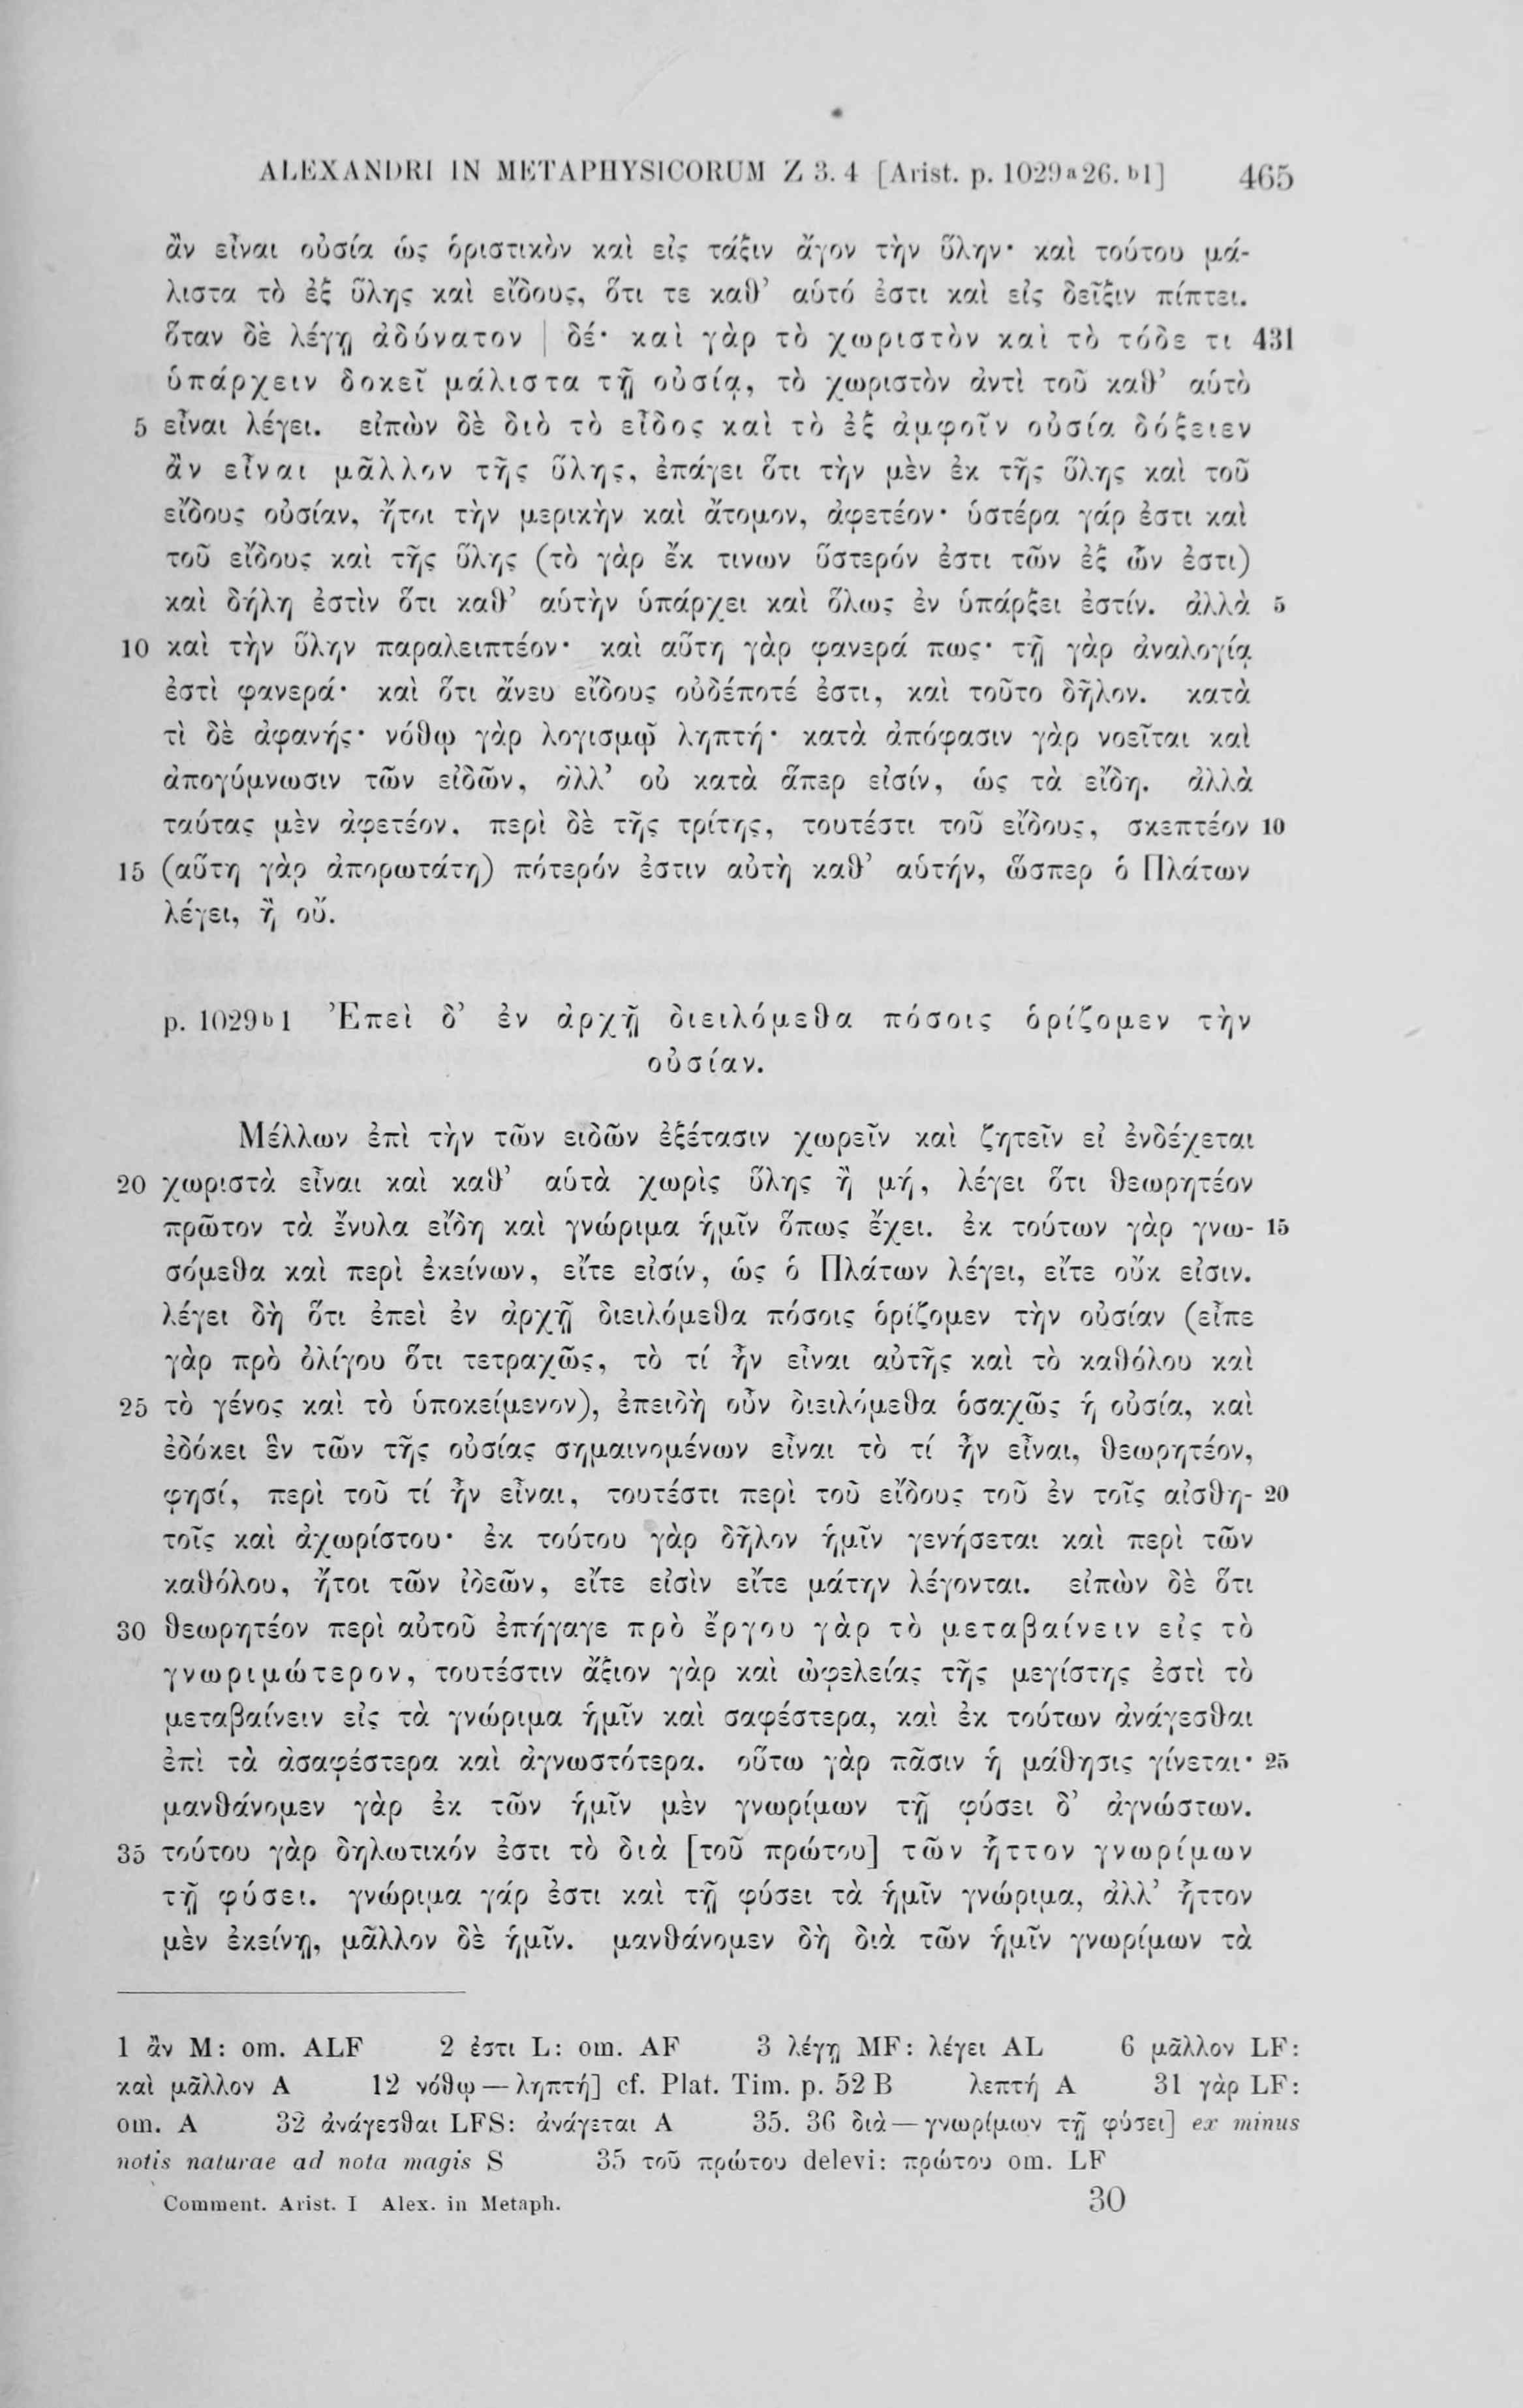 ALEXANDRI IN METAPHYSICORUM Z 3. 4 [Arist. p. 1029a26. b1] 465
ἂν εἶναι οὐσία ὡς ὁριστικὸν καὶ εἰς τάξιν ἄγον τὴν ὕλην· καὶ τούτου μά-
λιστα τὸ ἐξ ὕλης καὶ εἴδους, ὅτι τε καθ’ αὑτό ἐστι καὶ εἰς δεῖξιν πίπτει.
ὅταν δὲ λέγῃ ἀδύνατον | δέ· καὶ γὰρ τὸ χωριστὸν καὶ τὸ τόδε τι 431
ὑπάρχειν δοκεῖ μάλιστα τῇ οὐσίᾳ, τὸ χωριστὸν ἀντὶ τοῦ καθ’ αὑτὸ
5 εἶναι λέγει. εἰπὼν δὲ διὸ τὸ εἶδος καὶ τὸ ἐξ ἀμφοῖν οὐσία δόξειεν
ἂν εἶναι μᾶλλον τῆς ὕλης, ἐπάγει ὅτι τὴν μὲν ἐκ τῆς ὕλης καὶ τοῦ
εἴδους οὐσίαν, ἤτοι τὴν μερικὴν καὶ ἄτομον, ἀφετέον· ὑστέρα γάρ ἐστι καὶ
τοῦ εἴδους καὶ τῆς ὕλης (τὸ γὰρ ἔκ τινων ὕστερόν ἐστι τῶν ἐξ ὧν ἐστι)
καὶ δήλη ἐστὶν ὅτι καθ’ αὑτὴν ὑπάρχει καὶ ὅλως ἐν ὑπάρξει ἐστίν. ἀλλὰ 5
10 καὶ τὴν ὕλην παραλειπτέον· καὶ αὕτη γὰρ φανερά πως· τῇ γὰρ ἀναλογίᾳ
ἐστὶ φανερά· καὶ ὅτι ἄνευ εἴδους οὐδέποτέ ἐστι, καὶ τοῦτο δῆλον. κατὰ
τὶ δὲ ἀφανής· νόθῳ γὰρ λογισμῷ ληπτή· κατὰ ἀπόφασιν γὰρ νοεῖται καὶ
ἀπογύμνωσιν τῶν εἰδῶν, ἀλλ’ οὐ κατὰ ἅπερ εἰσίν, ὡς τὰ εἴδη. ἀλλὰ
ταύτας μὲν ἀφετέον, περὶ δὲ τῆς τρίτης, τουτέστι τοῦ εἴδους, σκεπτέον 10
15 (αὕτη γὰρ ἀπορωτάτη) πότερόν ἐστιν αὐτὴ καθ’ αὑτήν, ὥσπερ ὁ Πλάτων
λέγει, ἢ οὔ.
p. 1029b1 Ἐπεὶ δ’ ἐν ἀρχῇ διειλόμεθα πόσοις ὁρίζομεν τὴν
οὐσίαν.
Μέλλων ἐπὶ τὴν τῶν ειδῶν ἐξέτασιν χωρεῖν καὶ ζητεῖν εἰ ἐνδέχεται
20 χωριστὰ εἶναι καὶ καθ’ αὑτὰ χωρὶς ὕλης ἢ μή, λέγει ὅτι θεωρητέον
πρῶτον τὰ ἔνυλα εἴδη καὶ γνώριμα ἡμῖν ὅπως ἔχει. ἐκ τούτων γὰρ γνω- 15
σόμεθα καὶ περὶ ἐκείνων, εἴτε εἰσίν, ὡς ὁ Πλάτων λέγει, εἴτε οὔκ εἰσιν.
λέγει δὴ ὅτι ἐπεὶ ἐν ἀρχῇ διειλόμεθα πόσοις ὁρίζομεν τὴν οὐσίαν (εἶπε
γὰρ πρὸ ὀλίγου ὅτι τετραχῶς, τὸ τί ἦν εἶναι αὐτῆς καὶ τὸ καθόλου καὶ
25 τὸ γένος καὶ τὸ ὑποκείμενον), ἐπειδὴ οὖν διειλόμεθα ὁσαχῶς ἡ οὐσία, καὶ
ἐδόκει ἓν τῶν τῆς οὐσίας σημαινομένων εἶναι τὸ τί ἦν εἶναι, θεωρητέον,
φησί, περὶ τοῦ τί ἦν εἶναι, τουτέστι περὶ τοῦ εἴδους τοῦ ἐν τοῖς αἰσθη- 20
τοῖς καὶ ἀχωρίστου· ἐκ τούτου γὰρ δῆλον ἡμῖν γενήσεται καὶ περὶ τῶν
καθόλου, ἤτοι τῶν ἰδεῶν, εἴτε εἰσὶν εἴτε μάτην λέγονται. εἰπὼν δὲ ὅτι
30 θεωρητέον περὶ αὐτοῦ ἐπήγαγε πρὸ ἔργου γὰρ τὸ μεταβαίνειν εἰς τὸ
γνωριμώτερον, τουτέστιν ἄξιον γὰρ καὶ ὠφελείας τῆς μεγίστης ἐστὶ τὸ
μεταβαίνειν εἰς τὰ γνώριμα ἡμῖν καὶ σαφέστερα, καὶ ἐκ τούτων ἀνάγεσθαι
ἐπὶ τὰ ἀσαφέστερα καὶ ἀγνωστότερα. οὕτω γὰρ πᾶσιν ἡ μάθησις γίνεται· 25
μανθάνομεν γὰρ ἐκ τῶν ἡμῖν μὲν γνωρίμων τῇ φύσει δ’ ἀγνώστων.
35 τούτου γὰρ δηλωτικόν ἐστι τὸ διὰ [τοῦ πρώτου] τῶν ἧττον γνωρίμων
τῇ φύσει. γνώριμα γάρ ἐστι καὶ τῇ φύσει τὰ ἡμῖν γνώριμα, ἀλλ’ ἧττον
μὲν ἐκείνῃ, μᾶλλον δὲ ἡμῖν. μανθάνομεν δὴ διὰ τῶν ἡμῖν γνωρίμων τὰ
1 ἂν M: om. ALF 2 ἐστι L: om. AF 3 λέγῃ MF: λέγει AL 6 μᾶλλον LF:
καὶ μᾶλλον A 12 νόθῳ — ληπτή] cf. Plat. Tim. p. 52 B λεπτή A 31 γὰρ LF:
om. A 32 ἀνάγεσθαι LFS: ἀνάγεται A 35. 36 διὰ — γνωρίμων τῇ φύσει] ex minus
notis naturae ad nota magis S 35 τοῦ πρώτου delevi: πρώτου om. LF
Comment. Arist. I Alex. in Metaph. 30